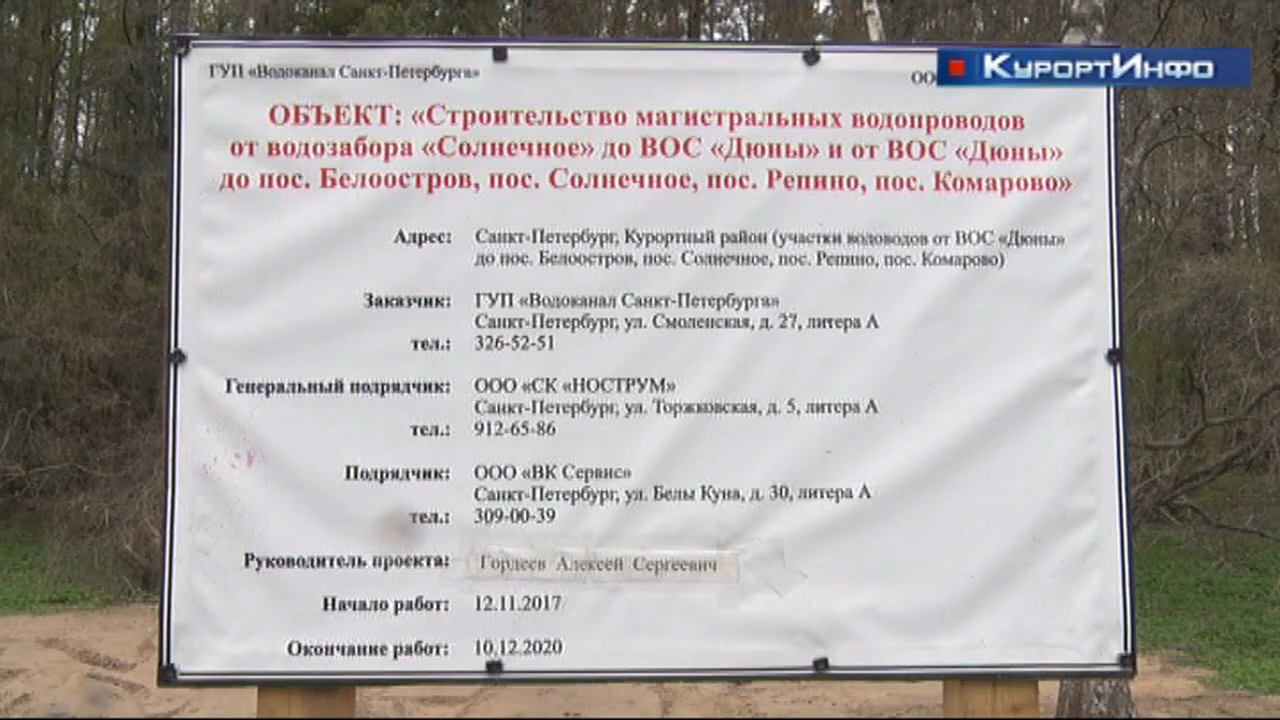 ГУП «Водоканал Санкт-Петербурга»
КурортИнфо
ОБЪЕКТ: «Строительство магистральных водопроводов
от водозабора «Солнечное» до ВОС «Дюны» и от ВОС «Дюны»
до пос. Белоостров, пос. Солнечное, пос. Репино, пос. Комарово»
Адрес: Санкт-Петербург, Курортный район (участки водоводов от ВОС «Дюны»
до пос. Белоостров, пос. Солнечное, пос. Репино, пос. Комарово)
Заказчик: ГУП «Водоканал Санкт-Петербурга»
Санкт-Петербург, ул. Смоленская, д. 27, литера А
тел.: 326-52-51
Генеральный подрядчик: ООО «СК «НОСТРУМ»
Санкт-Петербург, ул. Торжковская, д. 5, литера А
тел.: 912-65-86
Подрядчик: ООО «ВК Сервис»
Санкт-Петербург, ул. Белы Куна, д. 30, литера А
тел.: 309-00-39
Руководитель проекта: Гордеев Алексей Сергеевич
Начало работ: 12.11.2017
Окончание работ: 10.12.2020